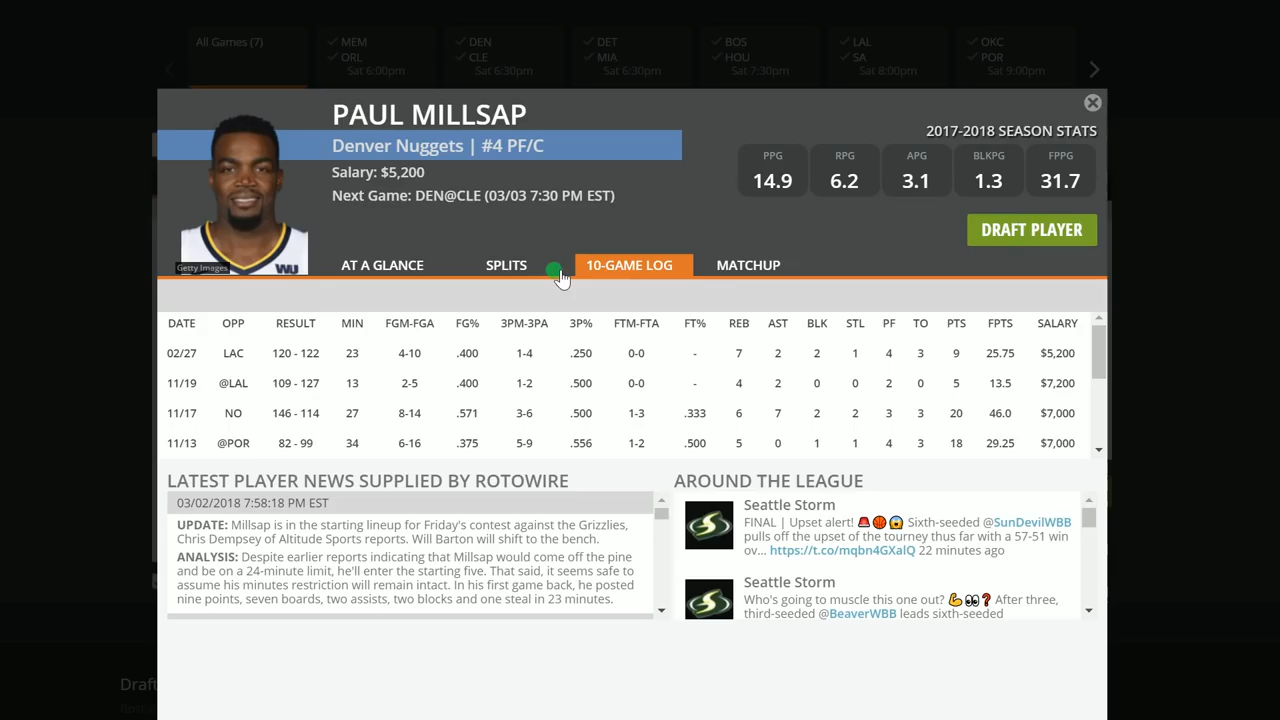 All Games (7)
MEM
ORL
Sat 6:00pm
DEN
CLE
Sat 6:30pm
DET
MIA
Sat 6:30pm
BOS
HOU
Sat 7:30pm
LAL
SA
Sat 8:00pm
OKC
POR
Sat 9:00pm
PAUL MILLSAP
Denver Nuggets | #4 PF/C
Salary: $5,200
Next Game: DEN@CLE (03/03 7:30 PM EST)
2017-2018 SEASON STATS
PPG RPG APG BLKPG FPPG
14.9 6.2 3.1 1.3 31.7
DRAFT PLAYER
Getty Images
WU
AT A GLANCE SPLITS 10-GAME LOG MATCHUP
DATE OPP RESULT MIN FGM-FGA FG% 3PM-3PA 3P% FTM-FTA FT% REB AST BLK STL PF TO PTS FPTS SALARY
02/27 LAC 120 - 122 23 4-10 .400 1-4 .250 0-0 - 7 2 2 1 4 3 9 25.75 $5,200
11/19 @LAL 109 - 127 13 2-5 .400 1-2 .500 0-0 - 4 2 0 0 2 0 5 13.5 $7,200
11/17 NO 146 - 114 27 8-14 .571 3-6 .500 1-3 .333 6 7 2 2 3 3 20 46.0 $7,000
11/13 @POR 82 - 99 34 6-16 .375 5-9 .556 1-2 .500 5 0 1 1 4 3 18 29.25 $7,000
LATEST PLAYER NEWS SUPPLIED BY ROTOWIRE
03/02/2018 7:58:18 PM EST
UPDATE: Millsap is in the starting lineup for Friday's contest against the Grizzlies,
Chris Dempsey of Altitude Sports reports. Will Barton will shift to the bench.
ANALYSIS: Despite earlier reports indicating that Millsap would come off the pine
and be on a 24-minute limit, he'll enter the starting five. That said, it seems safe to
assume his minutes restriction will remain intact. In his first game back, he posted
nine points, seven boards, two assists, two blocks and one steal in 23 minutes.
AROUND THE LEAGUE
Seattle Storm
FINAL | Upset alert! 🚨🏀😱 Sixth-seeded @SunDevilWBB
pulls off the upset of the tourney thus far with a 57-51 win
ov... https://t.co/mqbn4GXalQ 22 minutes ago
Seattle Storm
Who's going to muscle this one out? 💪👀❓ After three,
third-seeded @BeaverWBB leads sixth-seeded
Draft